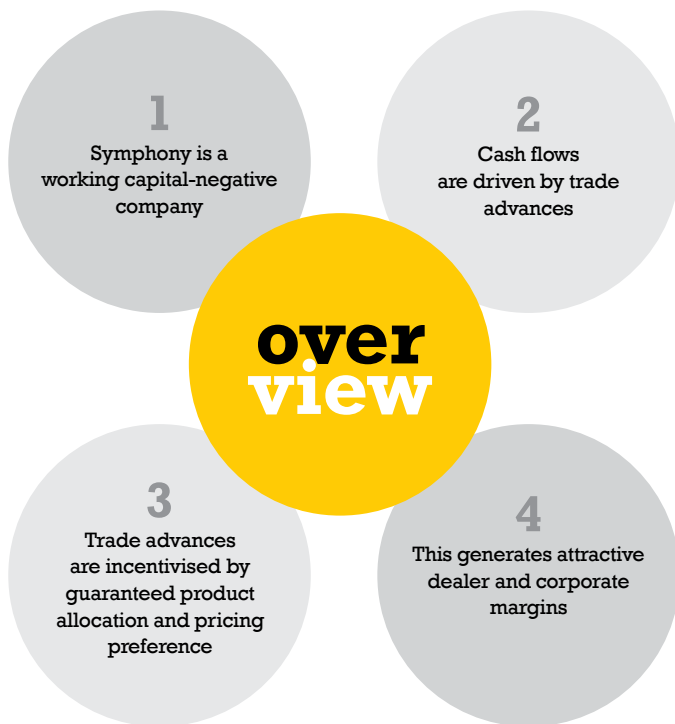 1
Symphony is a
working capital-negative
company
2
Cash flows
are driven by trade
advances
over
view
3
Trade advances
are incentivised by
guaranteed product
allocation and pricing
preference
4
This generates attractive
dealer and corporate
margins